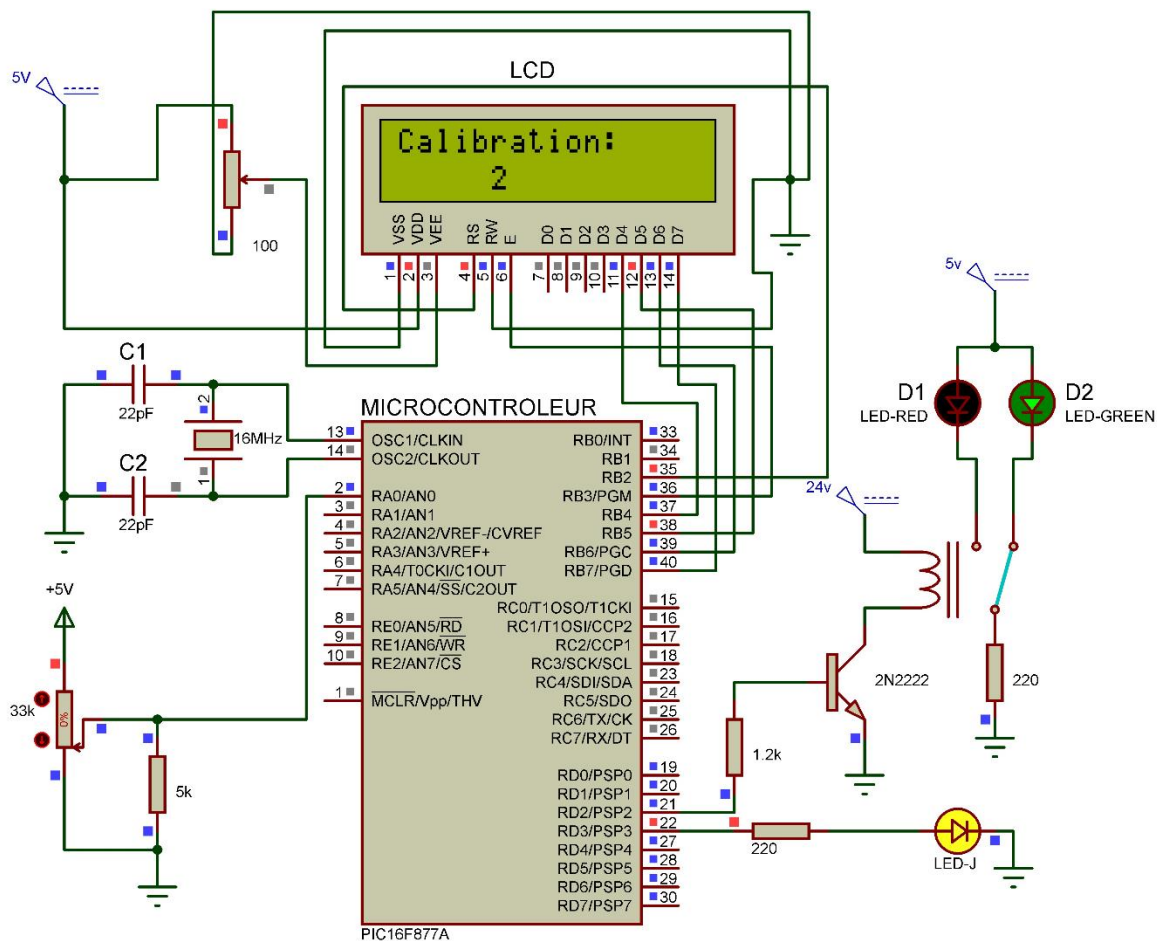 5V
LCD
Calibration:
2
100
VSS
VDD
VEE
RS
RW
E
D0
D1
D2
D3
D4
D5
D6
D7
1
2
3
4
5
6
7
8
9
10
11
12
13
14
5v
C1
22pF
2
16MHz
1
C2
22pF
D1
LED-RED
D2
LED-GREEN
MICROCONTROLEUR
13 OSC1/CLKIN
14 OSC2/CLKOUT
2 RA0/AN0
3 RA1/AN1
4 RA2/AN2/VREF-/CVREF
5 RA3/AN3/VREF+
6 RA4/T0CKI/C1OUT
7 RA5/AN4/SS/C2OUT
8 RE0/AN5/RD
9 RE1/AN6/WR
10 RE2/AN7/CS
1 MCLR/Vpp/THV
RB0/INT 33
RB1 34
RB2 35
RB3/PGM 36
RB4 37
RB5 38
RB6/PGC 39
RB7/PGD 40
RC0/T1OSO/T1CKI 15
RC1/T1OSI/CCP2 16
RC2/CCP1 17
RC3/SCK/SCL 18
RC4/SDI/SDA 23
RC5/SDO 24
RC6/TX/CK 25
RC7/RX/DT 26
RD0/PSP0 19
RD1/PSP1 20
RD2/PSP2 21
RD3/PSP3 22
RD4/PSP4 27
RD5/PSP5 28
RD6/PSP6 29
RD7/PSP7 30
PIC16F877A
24v
+5V
33k
0%
5k
2N2222
220
1.2k
220
LED-J